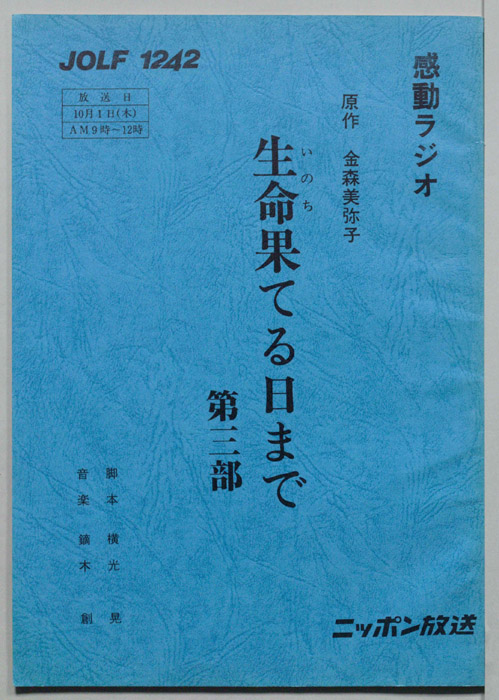 JOLF 1242
放送日
10月1日(木)
AM9時～12時
感動ラジオ
原作 金森美弥子
いのち
生命果てる日まで
第三部
脚本 横光 晃
音楽 鏑木 創
ニッポン放送